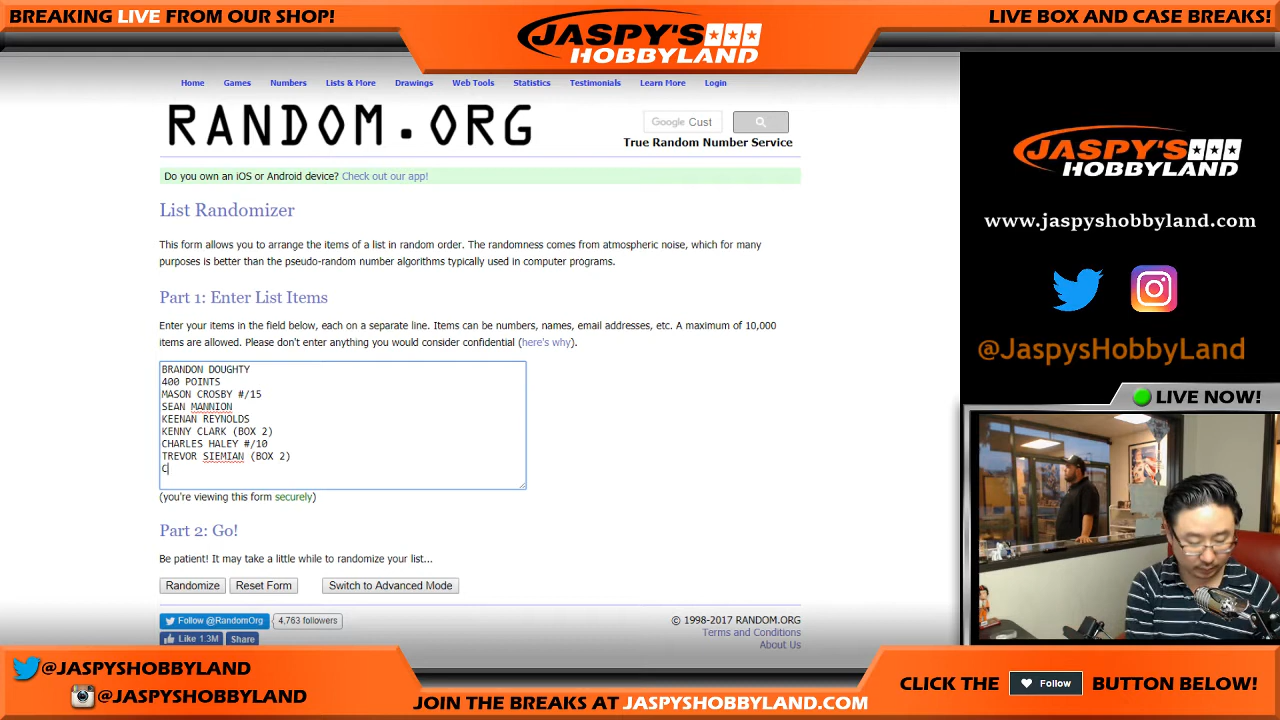 BREAKING LIVE FROM OUR SHOP!
JASPY'S
HOBBYLAND
LIVE BOX AND CASE BREAKS!
Home Games Numbers Lists & More Drawings Web Tools Statistics Testimonials Learn More Login
RANDOM.ORG
Google Cust
True Random Number Service
Do you own an iOS or Android device? Check out our app!
List Randomizer
This form allows you to arrange the items of a list in random order. The randomness comes from atmospheric noise, which for many
purposes is better than the pseudo-random number algorithms typically used in computer programs.
Part 1: Enter List Items
Enter your items in the field below, each on a separate line. Items can be numbers, names, email addresses, etc. A maximum of 10,000
items are allowed. Please don't enter anything you would consider confidential (here's why).
BRANDON DOUGHTY
400 POINTS
MASON CROSBY #/15
SEAN MANNION
KEENAN REYNOLDS
KENNY CLARK (BOX 2)
CHARLES HALEY #/10
TREVOR SIEMIAN (BOX 2)
C
(you're viewing this form securely)
Part 2: Go!
Be patient! It may take a little while to randomize your list...
Randomize Reset Form Switch to Advanced Mode
Follow @RandomOrg 4,763 followers
Like 1.3M Share
© 1998-2017 RANDOM.ORG
Terms and Conditions
About Us
JASPY'S
HOBBYLAND
www.jaspyshobbyland.com
@JaspysHobbyLand
LIVE NOW!
@JASPYSHOBBYLAND
@JASPYSHOBBYLAND
JOIN THE BREAKS AT JASPYSHOBBYLAND.COM
CLICK THE Follow BUTTON BELOW!